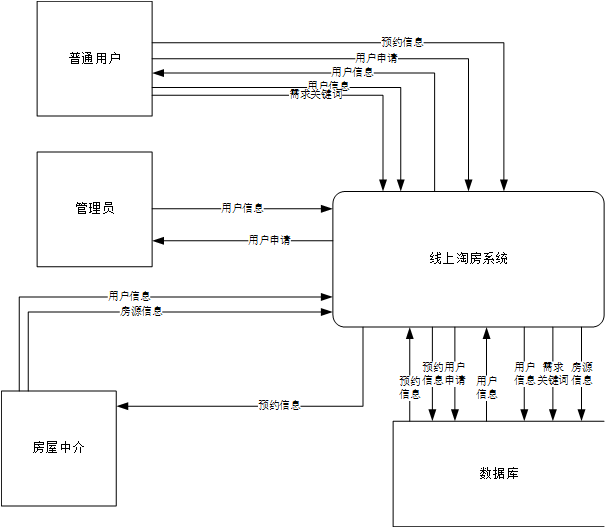 普通用户
预约信息
用户申请
用户信息
用户信息
需求关键词
管理员
用户信息
用户申请
线上淘房系统
用户信息
房源信息
预约
信息
预约
信息
用户
申请
用户
信息
用户
信息
需求
关键词
房源
信息
预约信息
房屋中介
数据库